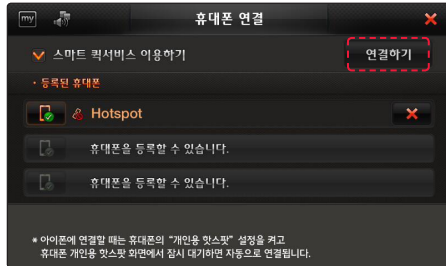 my
휴대폰 연결
스마트 퀵서비스 이용하기
연결하기
• 등록된 휴대폰
Hotspot
휴대폰을 등록할 수 있습니다.
휴대폰을 등록할 수 있습니다.
* 아이폰에 연결할 때는 휴대폰의 “개인용 핫스팟” 설정을 켜고
휴대폰 개인용 핫스팟 화면에서 잠시 대기하면 자동으로 연결됩니다.